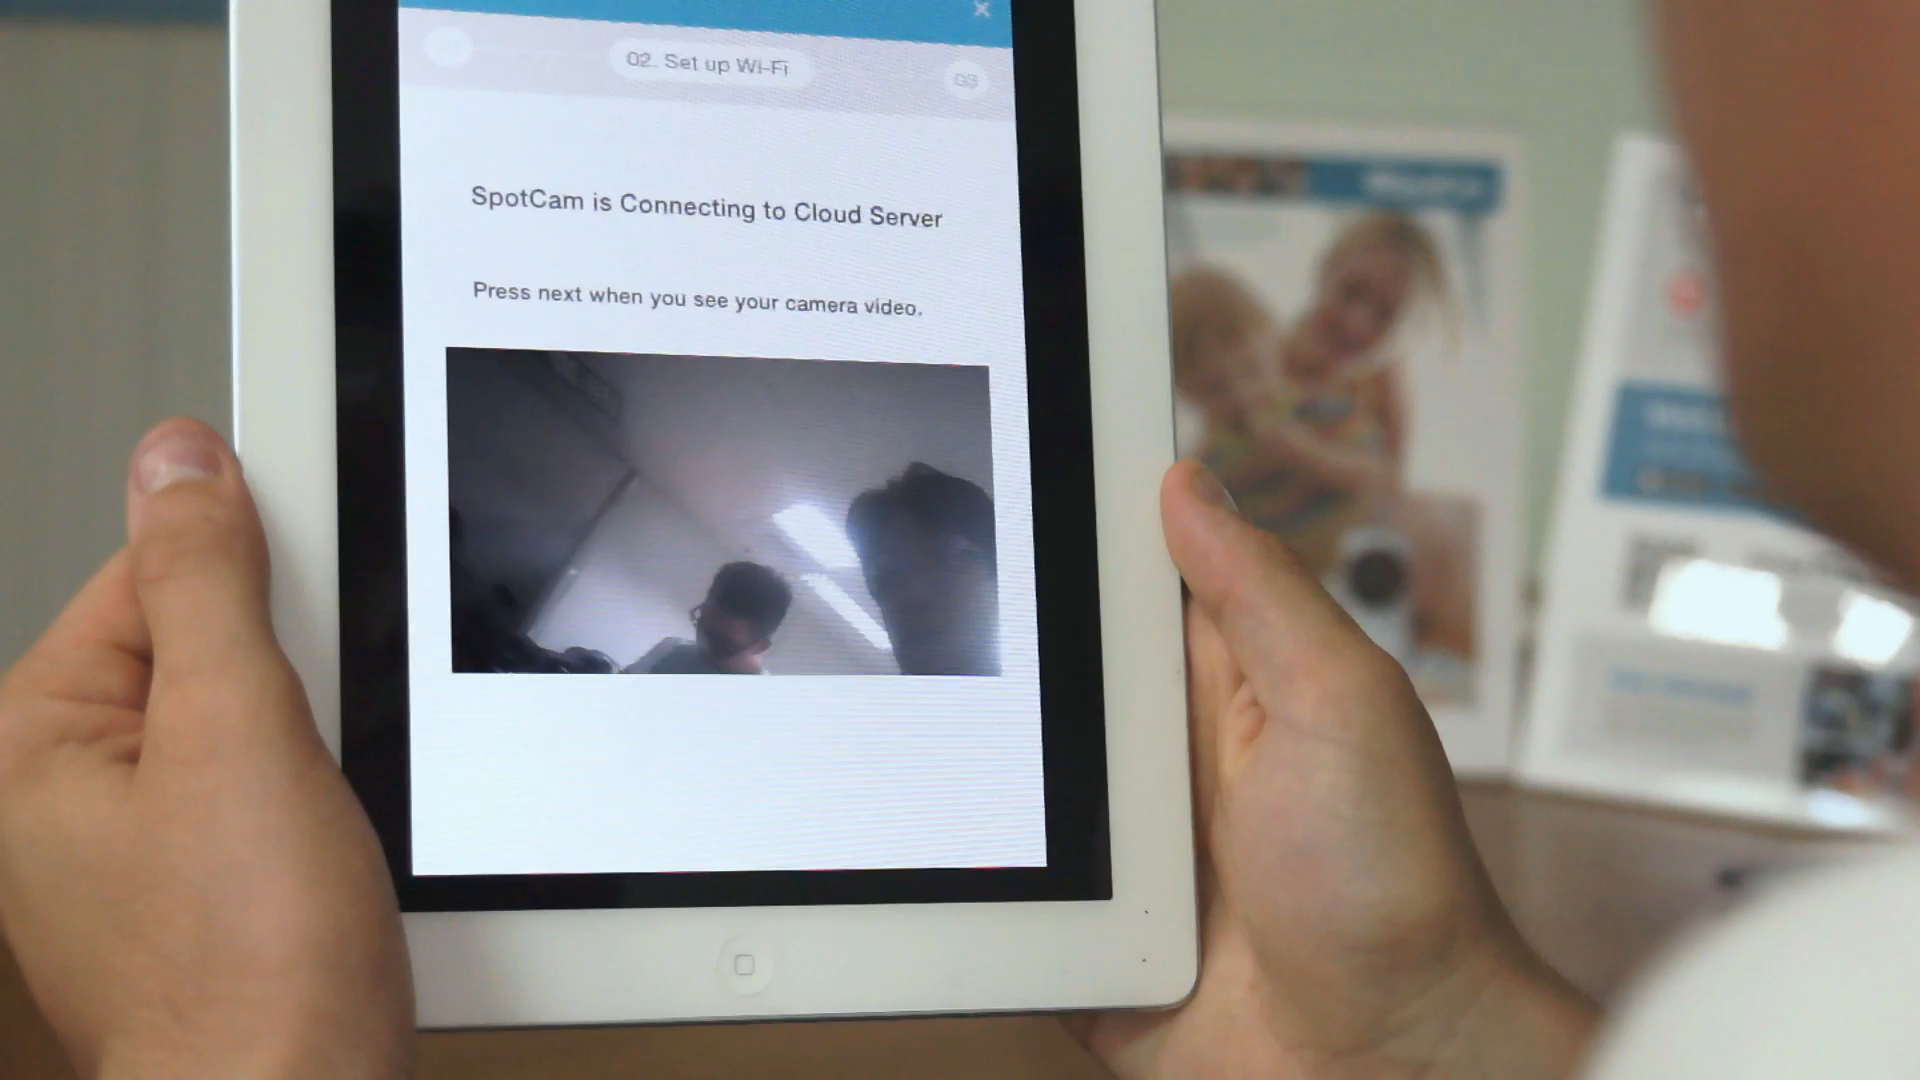 ×
02. Set up Wi-Fi
03
SpotCam is Connecting to Cloud Server
Press next when you see your camera video.